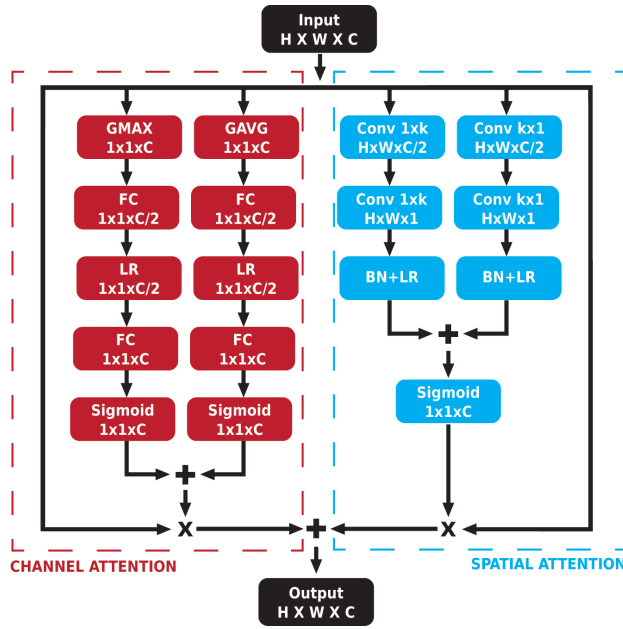 Input
H X W X C
GMAX
1x1xC
GAVG
1x1xC
Conv 1xk
HxWxC/2
Conv kx1
HxWxC/2
FC
1x1xC/2
FC
1x1xC/2
Conv 1xk
HxWx1
Conv kx1
HxWx1
LR
1x1xC/2
LR
1x1xC/2
BN+LR
BN+LR
FC
1x1xC
FC
1x1xC
+
Sigmoid
1x1xC
Sigmoid
1x1xC
Sigmoid
1x1xC
+
X
+
X
CHANNEL ATTENTION
SPATIAL ATTENTION
Output
H X W X C